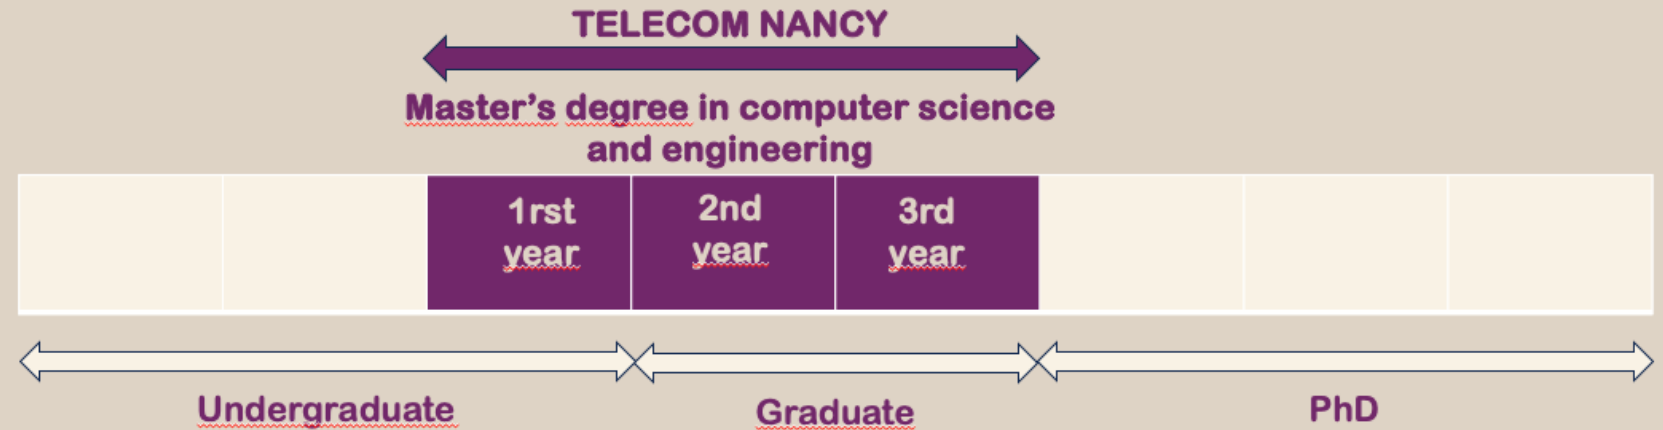 TELECOM NANCY
Master's degree in computer science
and engineering
1rst
year
2nd
year
3rd
year
Undergraduate
Graduate
PhD